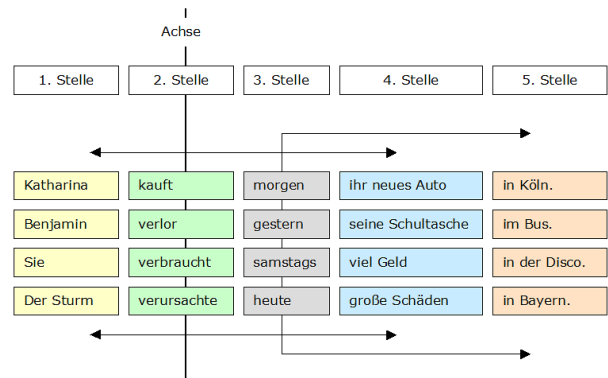 Achse
1. Stelle 2. Stelle 3. Stelle 4. Stelle 5. Stelle
Katharina kauft morgen ihr neues Auto in Köln.
Benjamin verlor gestern seine Schultasche im Bus.
Sie verbraucht samstags viel Geld in der Disco.
Der Sturm verursachte heute große Schäden in Bayern.